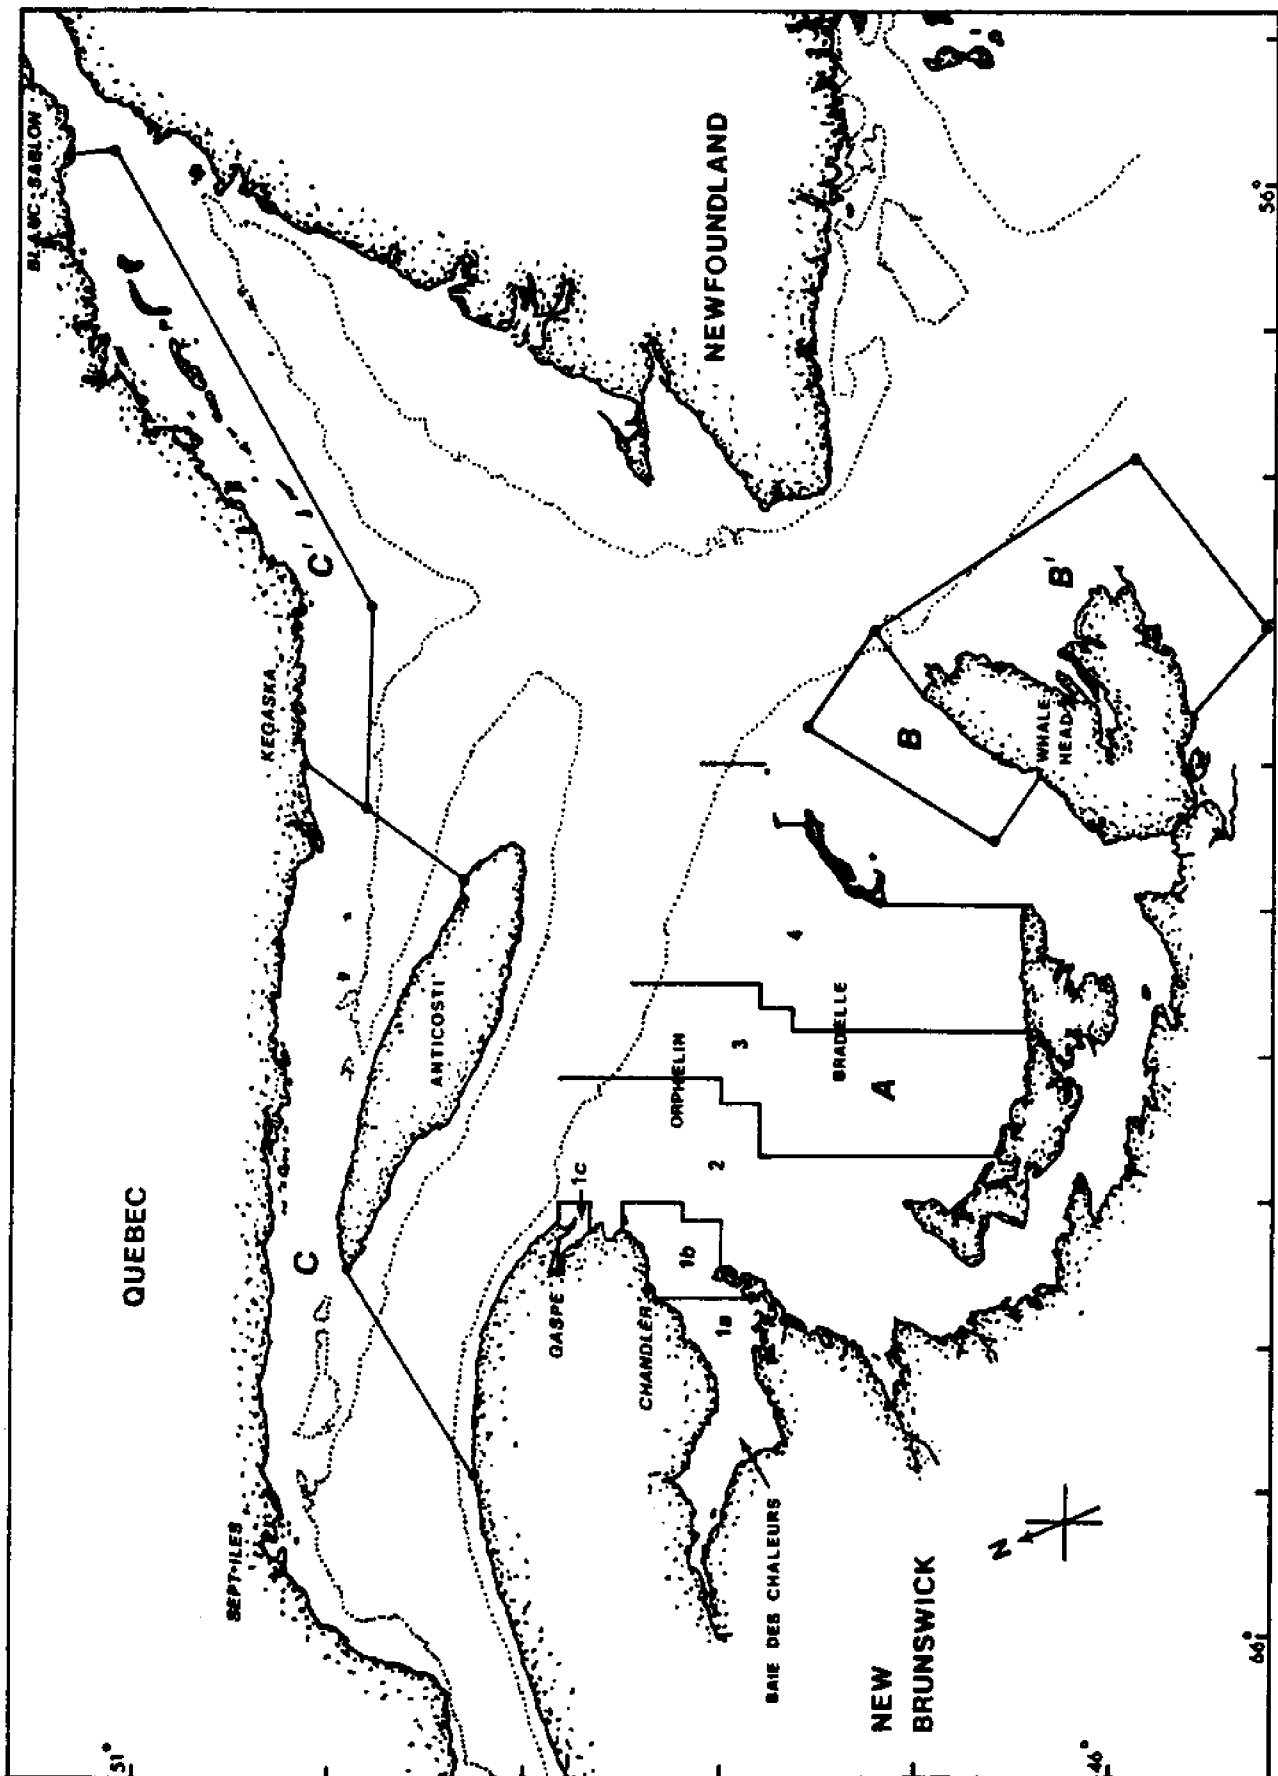 QUEBEC
BLANC-SABLON
NEWFOUNDLAND
KEGASKA
C'
C
SEPT-ILES
ANTICOSTI
B'
B
WHALE
HEAD
4
ORPHELIN
3
BRADELLE
A
2
1c
1b
1a
GASPE
CHANDLER
BAIE DES CHALEURS
NEW
BRUNSWICK
N
51°
46°
56°
66°